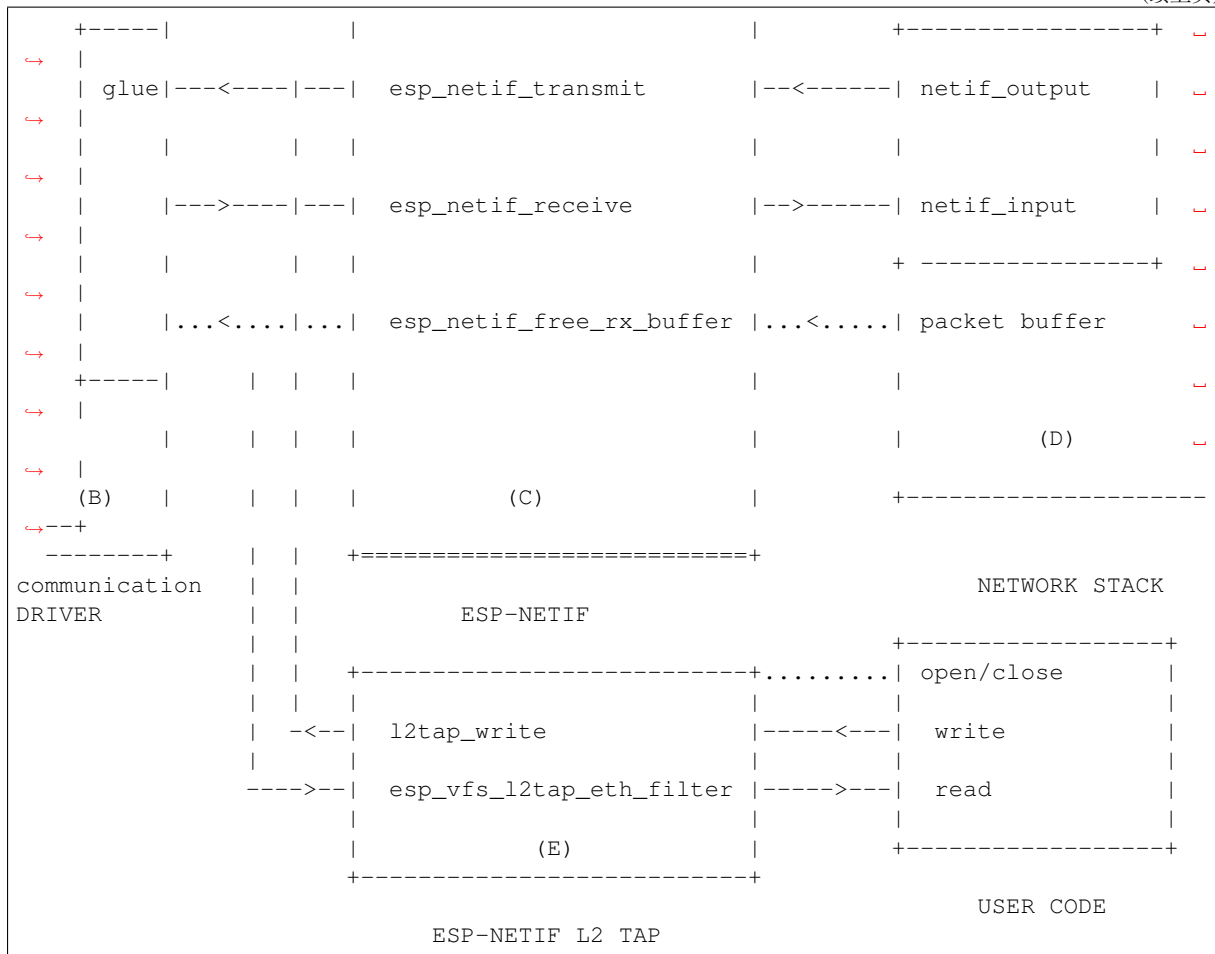 +-----|             |                           |         +-----------------+  ␣
↪  |
| glue|---<----|---|  esp_netif_transmit       |--<------| netif_output    |  ␣
↪  |
|     |        |   |                           |         |                 |  ␣
↪  |
|     |--->----|---|  esp_netif_receive        |-->------| netif_input     |  ␣
↪  |
|     |        |   |                           |         + ----------------+  ␣
↪  |
|     |...<....|...|  esp_netif_free_rx_buffer |...<.....| packet buffer      ␣
↪  |
+-----|     |  |   |                           |         |                    ␣
↪  |
      |     |  |   |                           |         |         (D)        ␣
↪  |
(B)   |     |  |   |          (C)              |         +---------------------
↪--+
--------+     |  |   +===========================+
communication   |  |                                               NETWORK STACK
DRIVER          |  |           ESP-NETIF
                |  |                                         +------------------+
                |  |   +---------------------------+.........| open/close       |
                |  |   |                           |         |                  |
                |  -<--|  l2tap_write              |-----<---|  write           |
                |      |                           |         |                  |
                ---->--|  esp_vfs_l2tap_eth_filter |----->---|  read            |
                       |                           |         |                  |
                       |            (E)            |         +------------------+
                       +---------------------------+
                                                                   USER CODE
                             ESP-NETIF L2 TAP